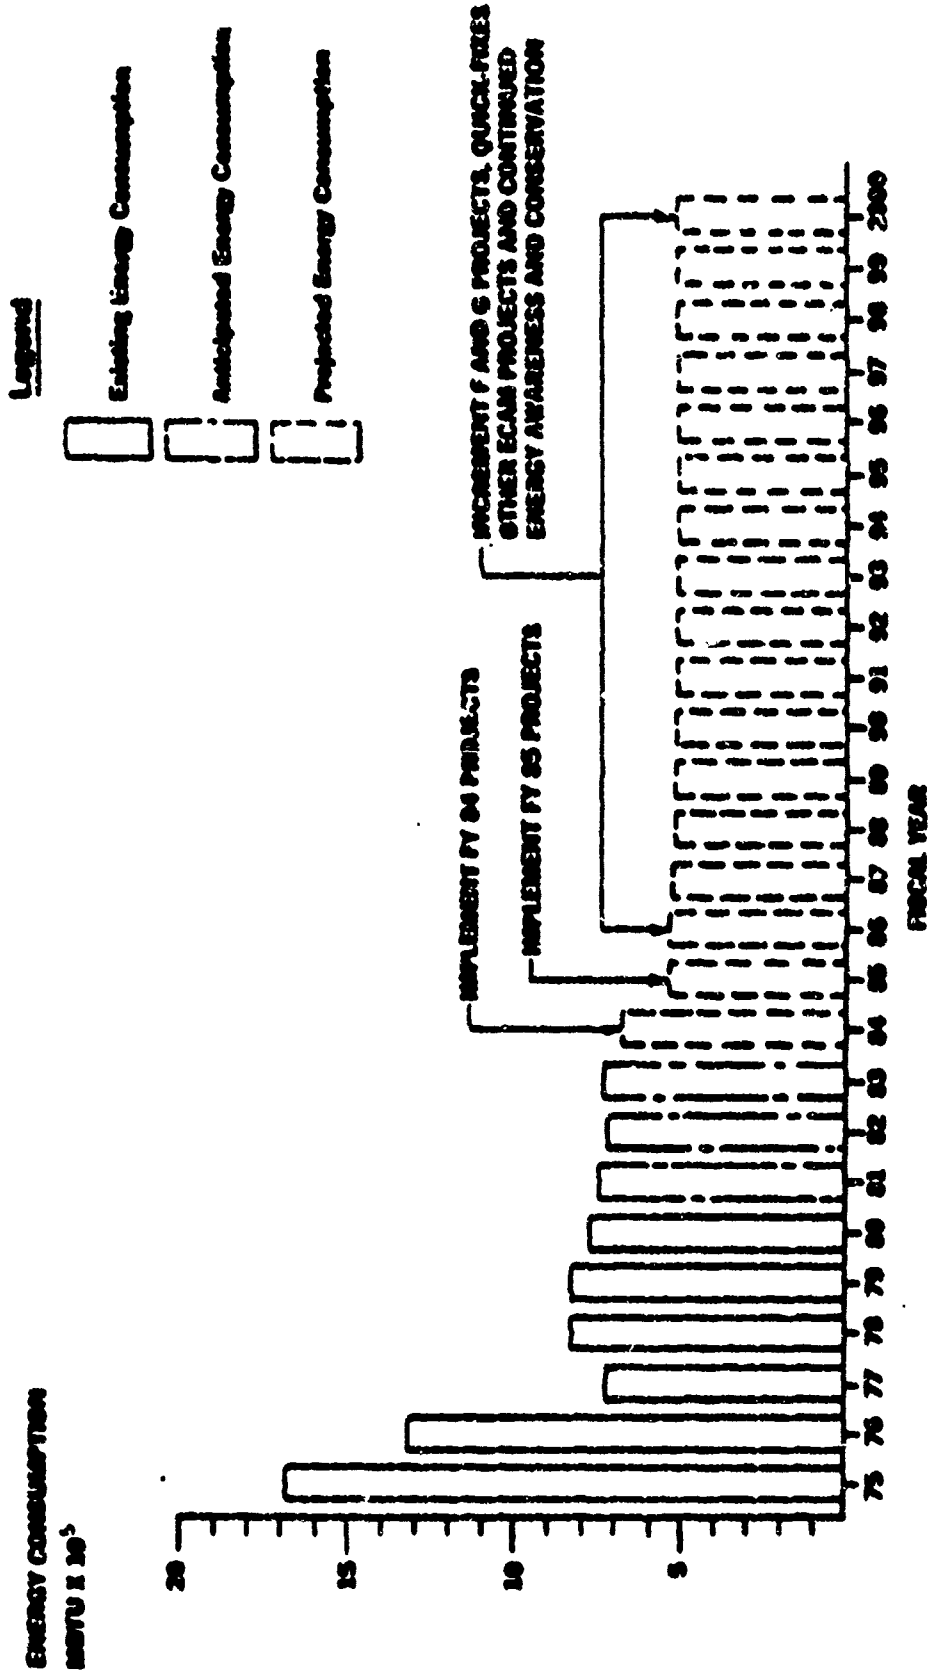 ENERGY CONSUMPTION
MBTU X 10⁵
Legend
Existing Energy Consumption
Anticipated Energy Consumption
Projected Energy Consumption
INCREMENT F AND G PROJECTS, QUICK-FIXES
OTHER ECAM PROJECTS AND CONTINUED
ENERGY AWARENESS AND CONSERVATION
IMPLEMENT FY 84 PROJECTS
IMPLEMENT FY 85 PROJECTS
20
15
10
5
75 76 77 78 79 80 81 82 83 84 85 86 87 88 89 90 91 92 93 94 95 96 97 98 99 2000
FISCAL YEAR